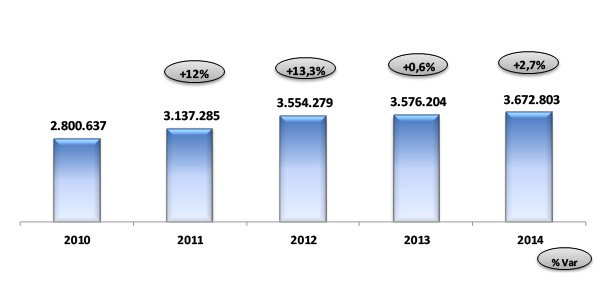 +12% +13,3% +0,6% +2,7%
2.800.637 3.137.285 3.554.279 3.576.204 3.672.803
2010 2011 2012 2013 2014
% Var